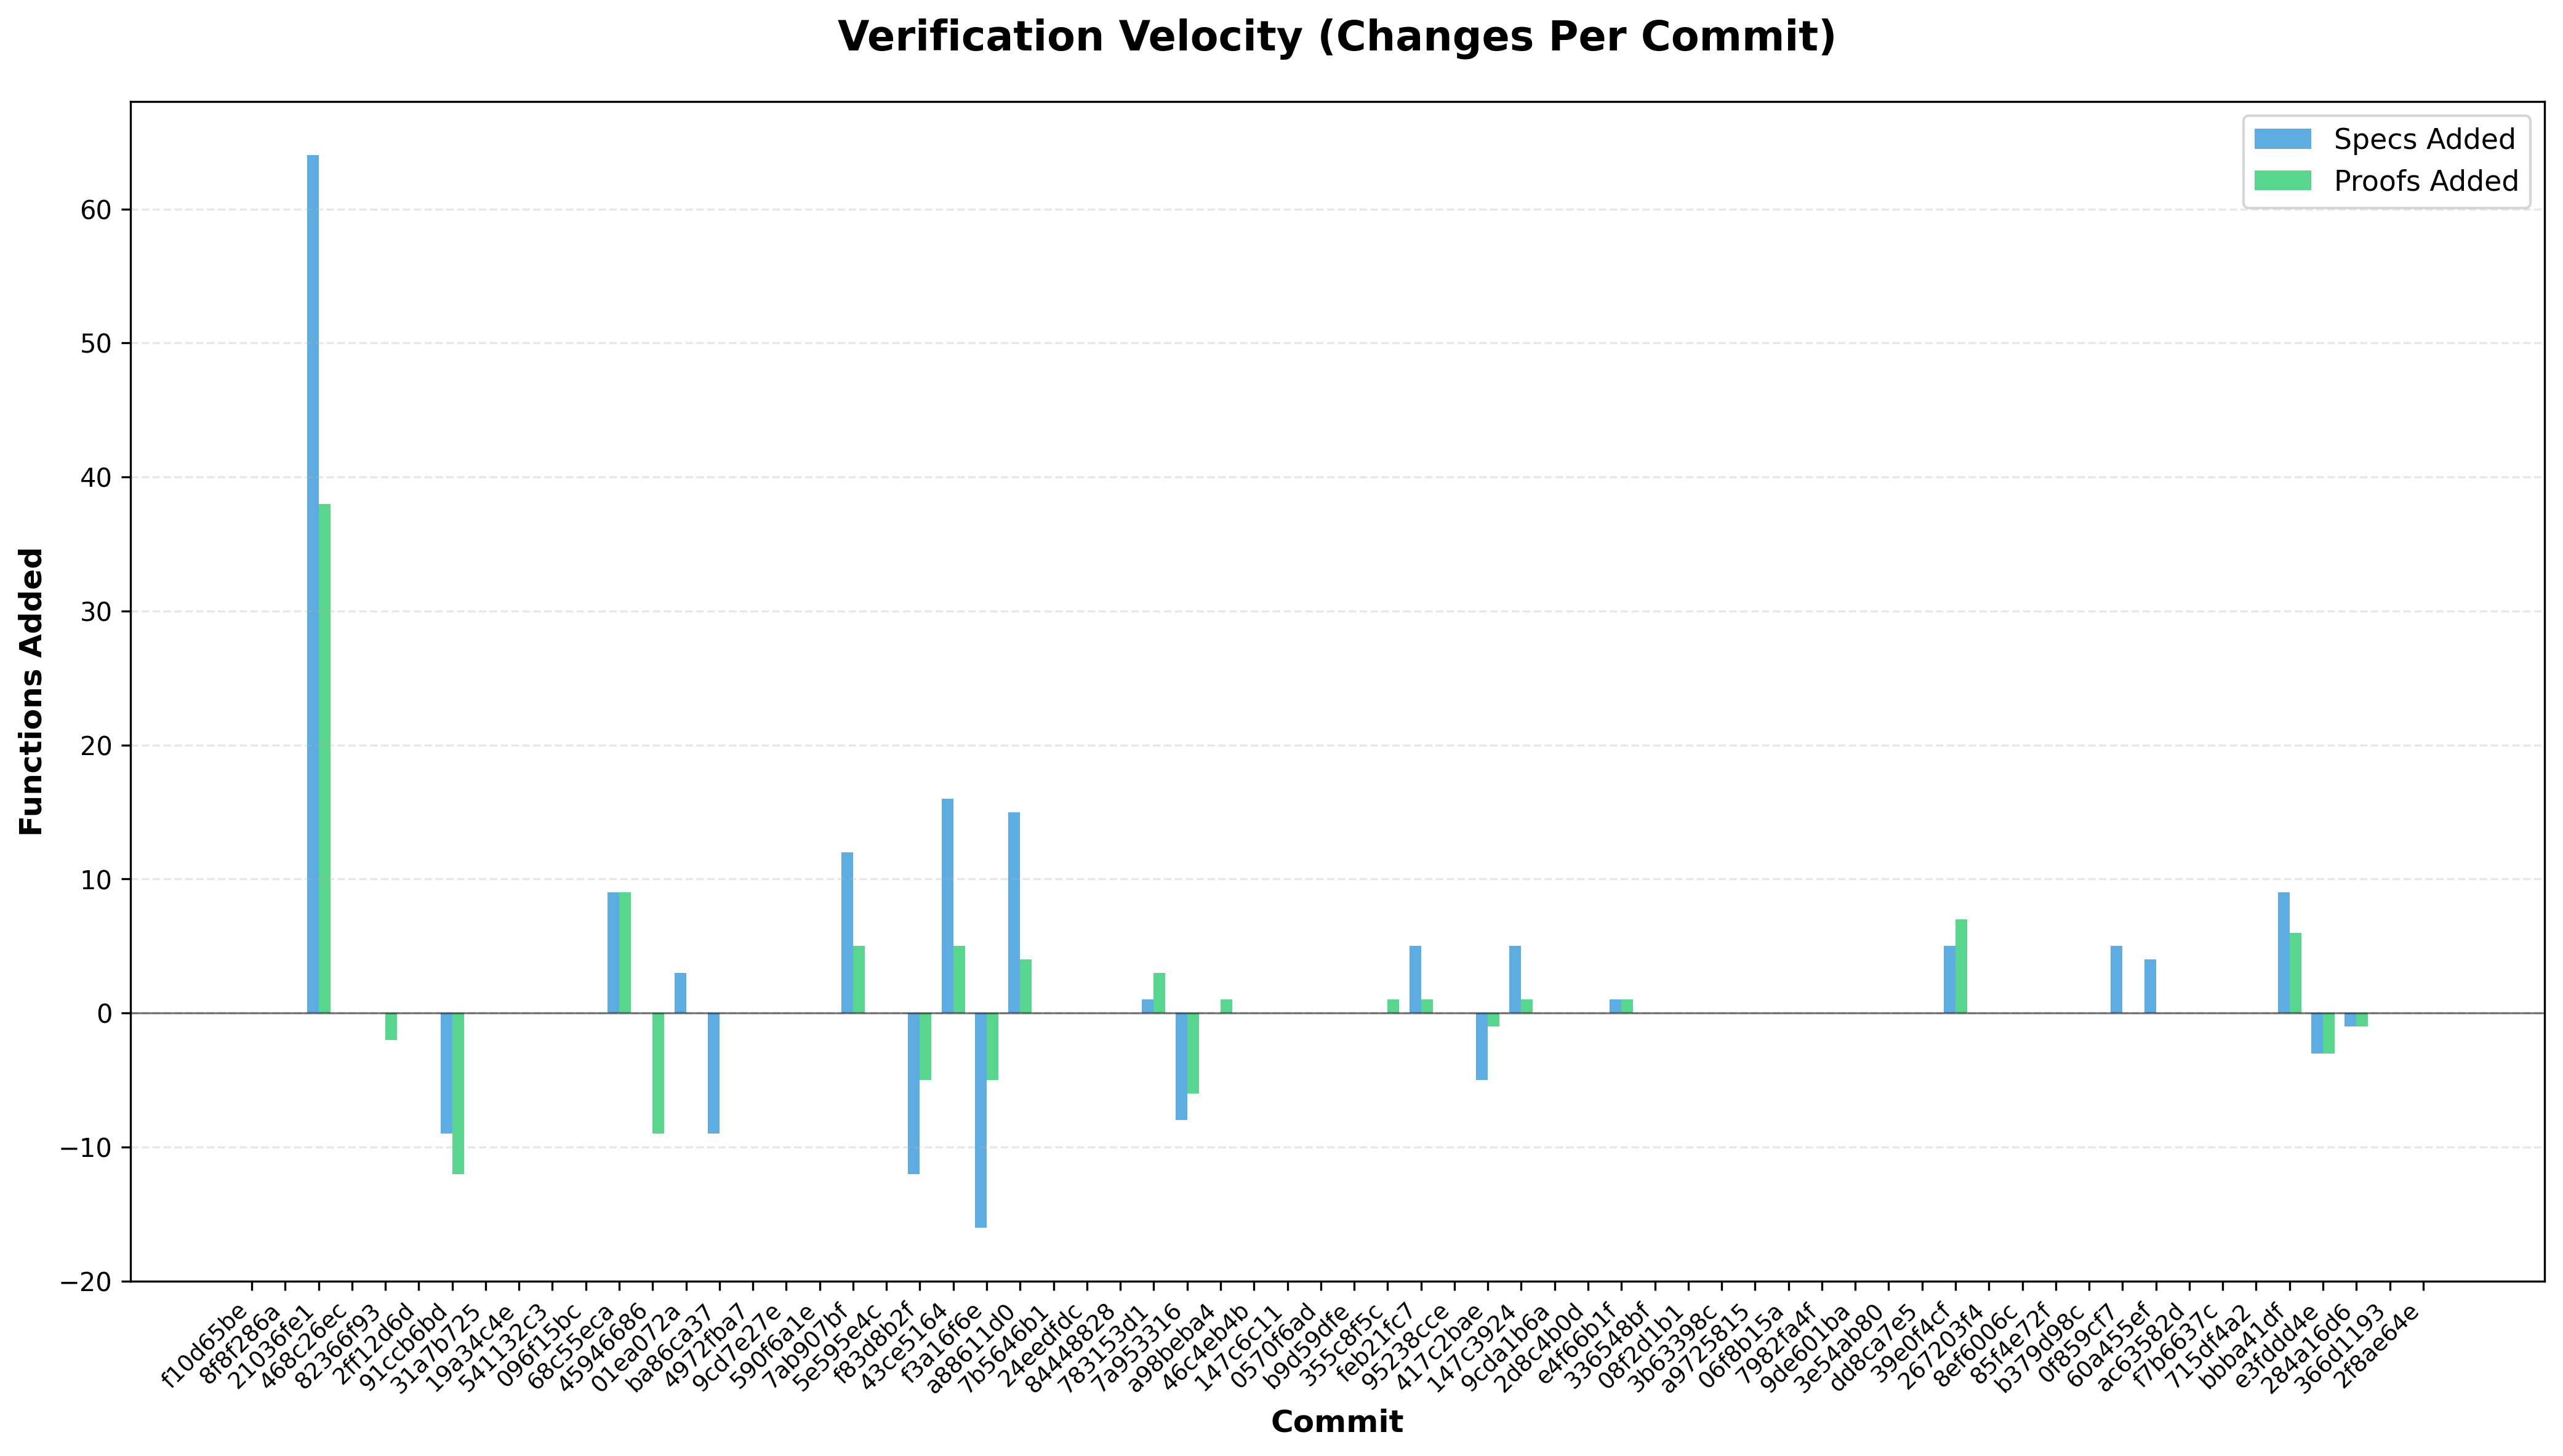 Verification Velocity (Changes Per Commit)
Specs Added
Proofs Added
Functions Added
60
50
40
30
20
10
0
−10
−20
f10d65be
8f8f286a
21036fe1
468c26ec
82366f93
2ff12d6d
91ccb6bd
31a7b725
19a34c4e
541132c3
096f15bc
68c55eca
45946686
01ea072a
ba86ca37
4972fba7
9cd7e27e
590f6a1e
7ab907bf
5e595e4c
f83d8b2f
43ce5164
f3a16f6e
a88611d0
7b5646b1
24eedfdc
84448828
783153d1
7a953316
a98beba4
46c4eb4b
147c6c11
0570f6ad
b9d59dfe
355c8f5c
feb21fc7
95238cce
417c2bae
147c3924
9cda1b6a
2d8c4b0d
e4f66b1f
336548bf
08f2d1b1
3b63398c
a9725815
06f8b15a
7982fa4f
9de601ba
3e54ab80
dd8ca7e5
39e0f4cf
267203f4
8ef6006c
85f4e72f
b379d98c
0f859cf7
60a455ef
ac63582d
f7b6637c
715df4a2
bbba41df
e3fddd4e
284a16d6
366d1193
2f8ae64e
Commit